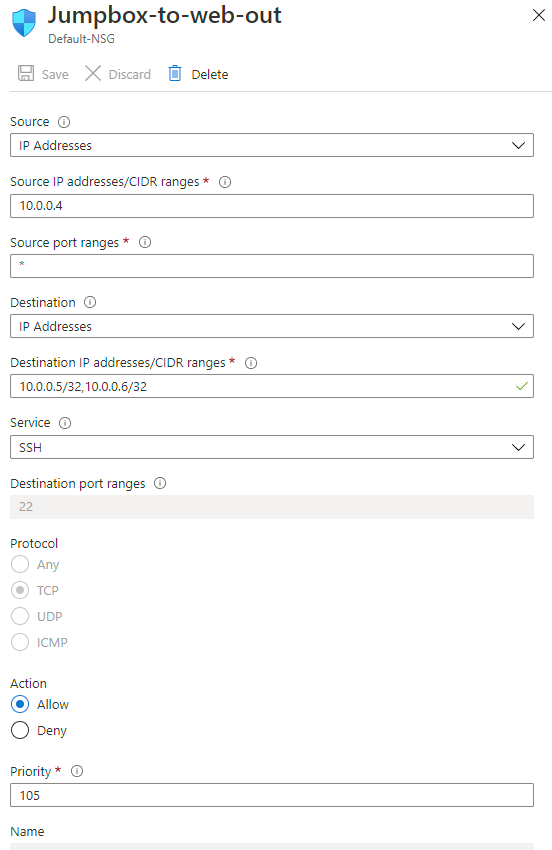 Jumpbox-to-web-out
Default-NSG
Save Discard Delete
Source
IP Addresses
Source IP addresses/CIDR ranges *
10.0.0.4
Source port ranges *
*
Destination
IP Addresses
Destination IP addresses/CIDR ranges *
10.0.0.5/32,10.0.0.6/32
Service
SSH
Destination port ranges
22
Protocol
Any
TCP
UDP
ICMP
Action
Allow
Deny
Priority *
105
Name